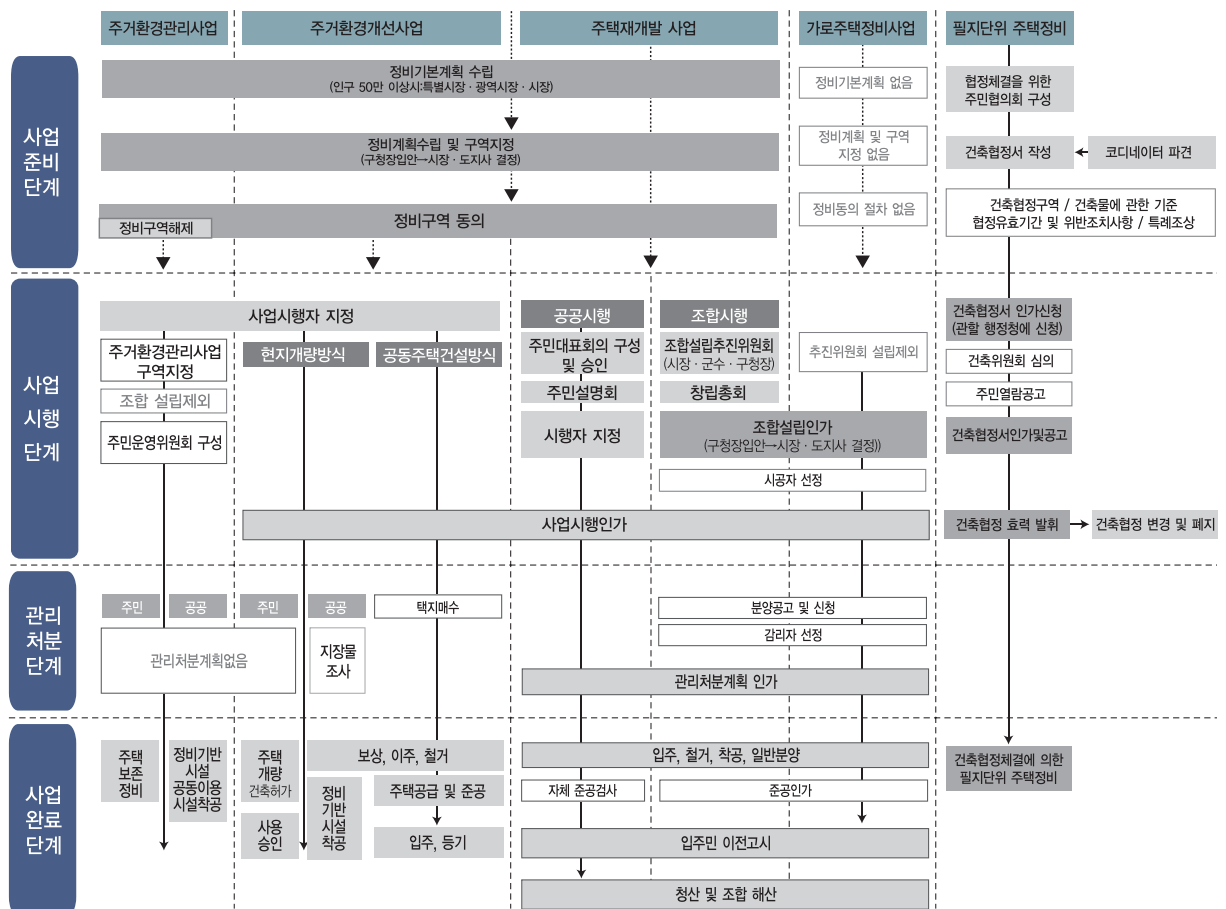 주거환경관리사업
주거환경개선사업
주택재개발 사업
가로주택정비사업
필지단위 주택정비
사업
준비
단계
정비기본계획 수립
(인구 50만 이상시:특별시장 · 광역시장 · 시장)
정비기본계획 없음
협정체결을 위한
주민협의회 구성
정비계획수립 및 구역지정
(구청장입안→시장 · 도지사 결정)
정비계획 및 구역
지정 없음
건축협정서 작성
코디네이터 파견
정비구역 동의
정비구역해제
정비동의 절차 없음
건축협정구역 / 건축물에 관한 기준
협정유효기간 및 위반조치사항 / 특례조상
사업
시행
단계
사업시행자 지정
공공시행
조합시행
건축협정서 인가신청
(관할 행정청에 신청)
주거환경관리사업
구역지정
현지개량방식
공동주택건설방식
주민대표회의 구성
및 승인
조합설립추진위원회
(시장 · 군수 · 구청장)
추진위원회 설립제외
건축위원회 심의
조합 설립제외
주민설명회
창립총회
주민열람공고
주민운영위원회 구성
시행자 지정
조합설립인가
(구청장입안→시장 · 도지사 결정))
건축협정서인가및공고
시공자 선정
사업시행인가
건축협정 효력 발휘
건축협정 변경 및 폐지
관리
처분
단계
주민
공공
주민
공공
택지매수
분양공고 및 신청
관리처분계획없음
지장물
조사
감리자 선정
관리처분계획 인가
사업
완료
단계
주택
보존
정비
정비기반
시설
공동이용
시설착공
주택
개량
건축허가
보상, 이주, 철거
입주, 철거, 착공, 일반분양
건축협정체결에 의한
필지단위 주택정비
정비
기반
시설
착공
주택공급 및 준공
자체 준공검사
준공인가
사용
승인
입주, 등기
입주민 이전고시
청산 및 조합 해산